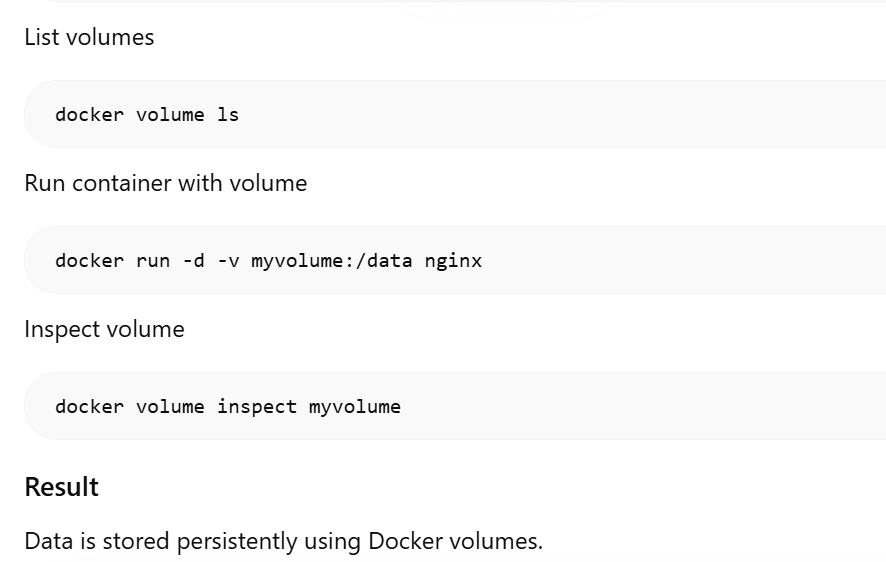 List volumes
docker volume ls
Run container with volume
docker run -d -v myvolume:/data nginx
Inspect volume
docker volume inspect myvolume
Result
Data is stored persistently using Docker volumes.